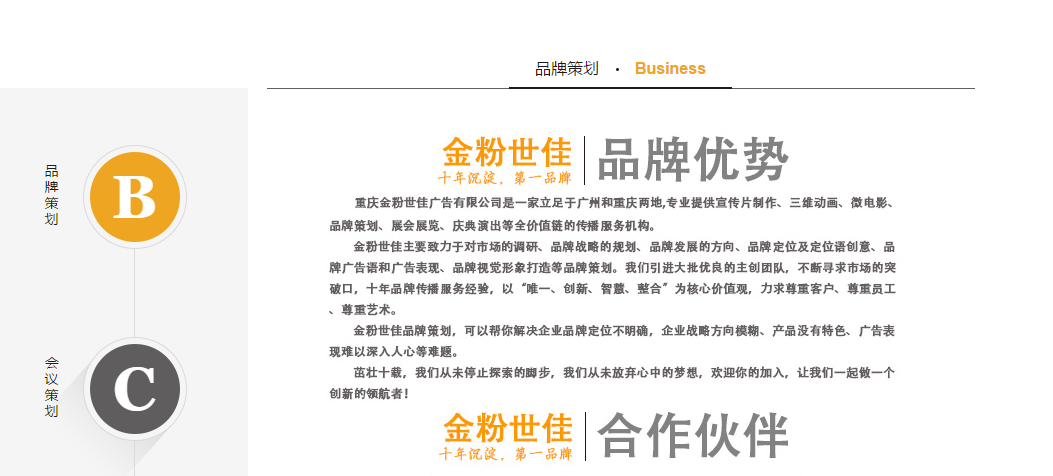 品牌策划 · Business
品牌策划
B
会议策划
C
金粉世佳
十年沉淀，第一品牌
品牌优势
重庆金粉世佳广告有限公司是一家立足于广州和重庆两地,专业提供宣传片制作、三维动画、微电影、
品牌策划、展会展览、庆典演出等全价值链的传播服务机构。
金粉世佳主要致力于对市场的调研、品牌战略的规划、品牌发展的方向、品牌定位及定位语创意、品
牌广告语和广告表现、品牌视觉形象打造等品牌策划。我们引进大批优良的主创团队，不断寻求市场的突
破口，十年品牌传播服务经验，以“唯一、创新、智慧、整合”为核心价值观，力求尊重客户、尊重员工
、尊重艺术。
金粉世佳品牌策划，可以帮你解决企业品牌定位不明确，企业战略方向模糊、产品没有特色、广告表
现难以深入人心等难题。
茁壮十载，我们从未停止探索的脚步，我们从未放弃心中的梦想，欢迎你的加入，让我们一起做一个
创新的领航者！
金粉世佳
十年沉淀，第一品牌
合作伙伴